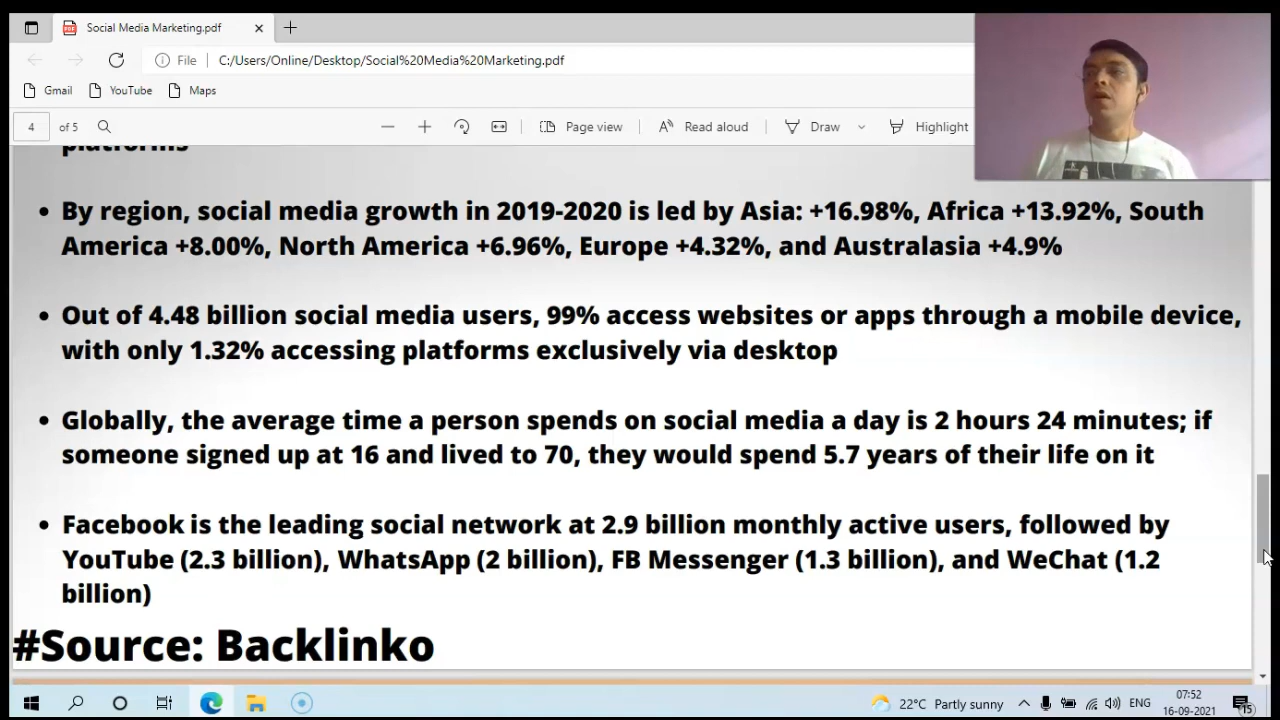 Social Media Marketing.pdf
File
C:/Users/Online/Desktop/Social%20Media%20Marketing.pdf
Gmail
YouTube
Maps
4 of 5
Page view
Read aloud
Draw
Highlight
platforms
• By region, social media growth in 2019-2020 is led by Asia: +16.98%, Africa +13.92%, South
America +8.00%, North America +6.96%, Europe +4.32%, and Australasia +4.9%
• Out of 4.48 billion social media users, 99% access websites or apps through a mobile device,
with only 1.32% accessing platforms exclusively via desktop
• Globally, the average time a person spends on social media a day is 2 hours 24 minutes; if
someone signed up at 16 and lived to 70, they would spend 5.7 years of their life on it
• Facebook is the leading social network at 2.9 billion monthly active users, followed by
YouTube (2.3 billion), WhatsApp (2 billion), FB Messenger (1.3 billion), and WeChat (1.2
billion)
#Source: Backlinko
22°C Partly sunny
ENG
07:52
16-09-2021
15